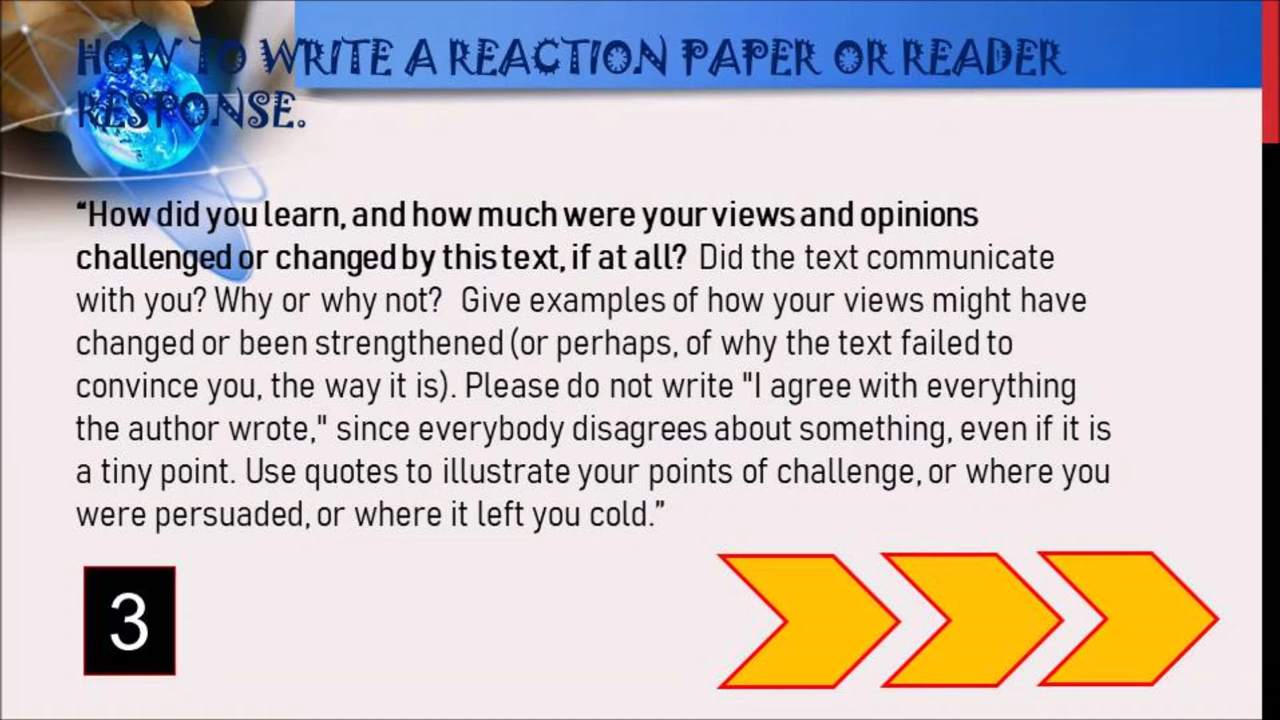 HOW TO WRITE A REACTION PAPER OR READER
RESPONSE.
“How did you learn, and how much were your views and opinions
challenged or changed by this text, if at all? Did the text communicate
with you? Why or why not? Give examples of how your views might have
changed or been strengthened (or perhaps, of why the text failed to
convince you, the way it is). Please do not write "I agree with everything
the author wrote," since everybody disagrees about something, even if it is
a tiny point. Use quotes to illustrate your points of challenge, or where you
were persuaded, or where it left you cold.”
3